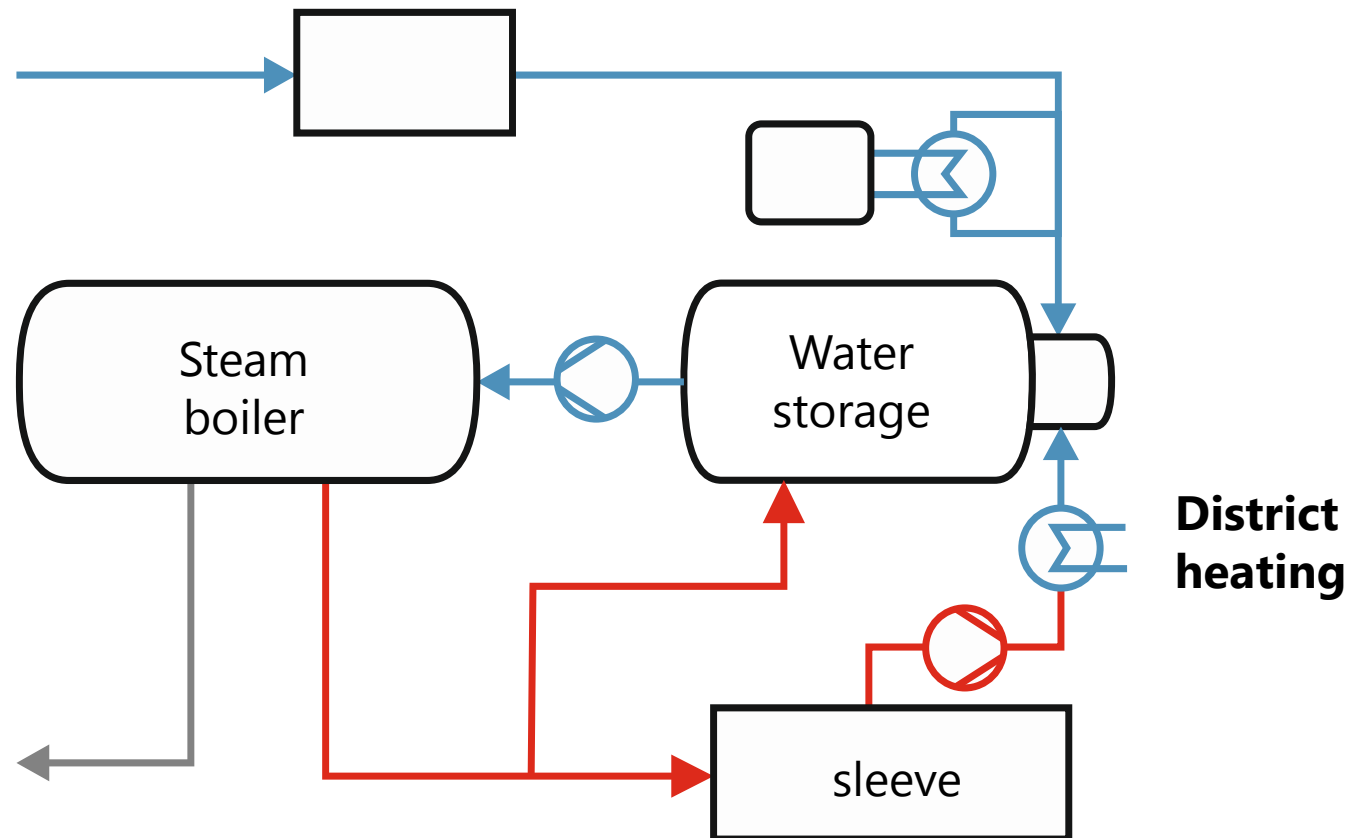 Steam
boiler
Water
storage
District
heating
sleeve